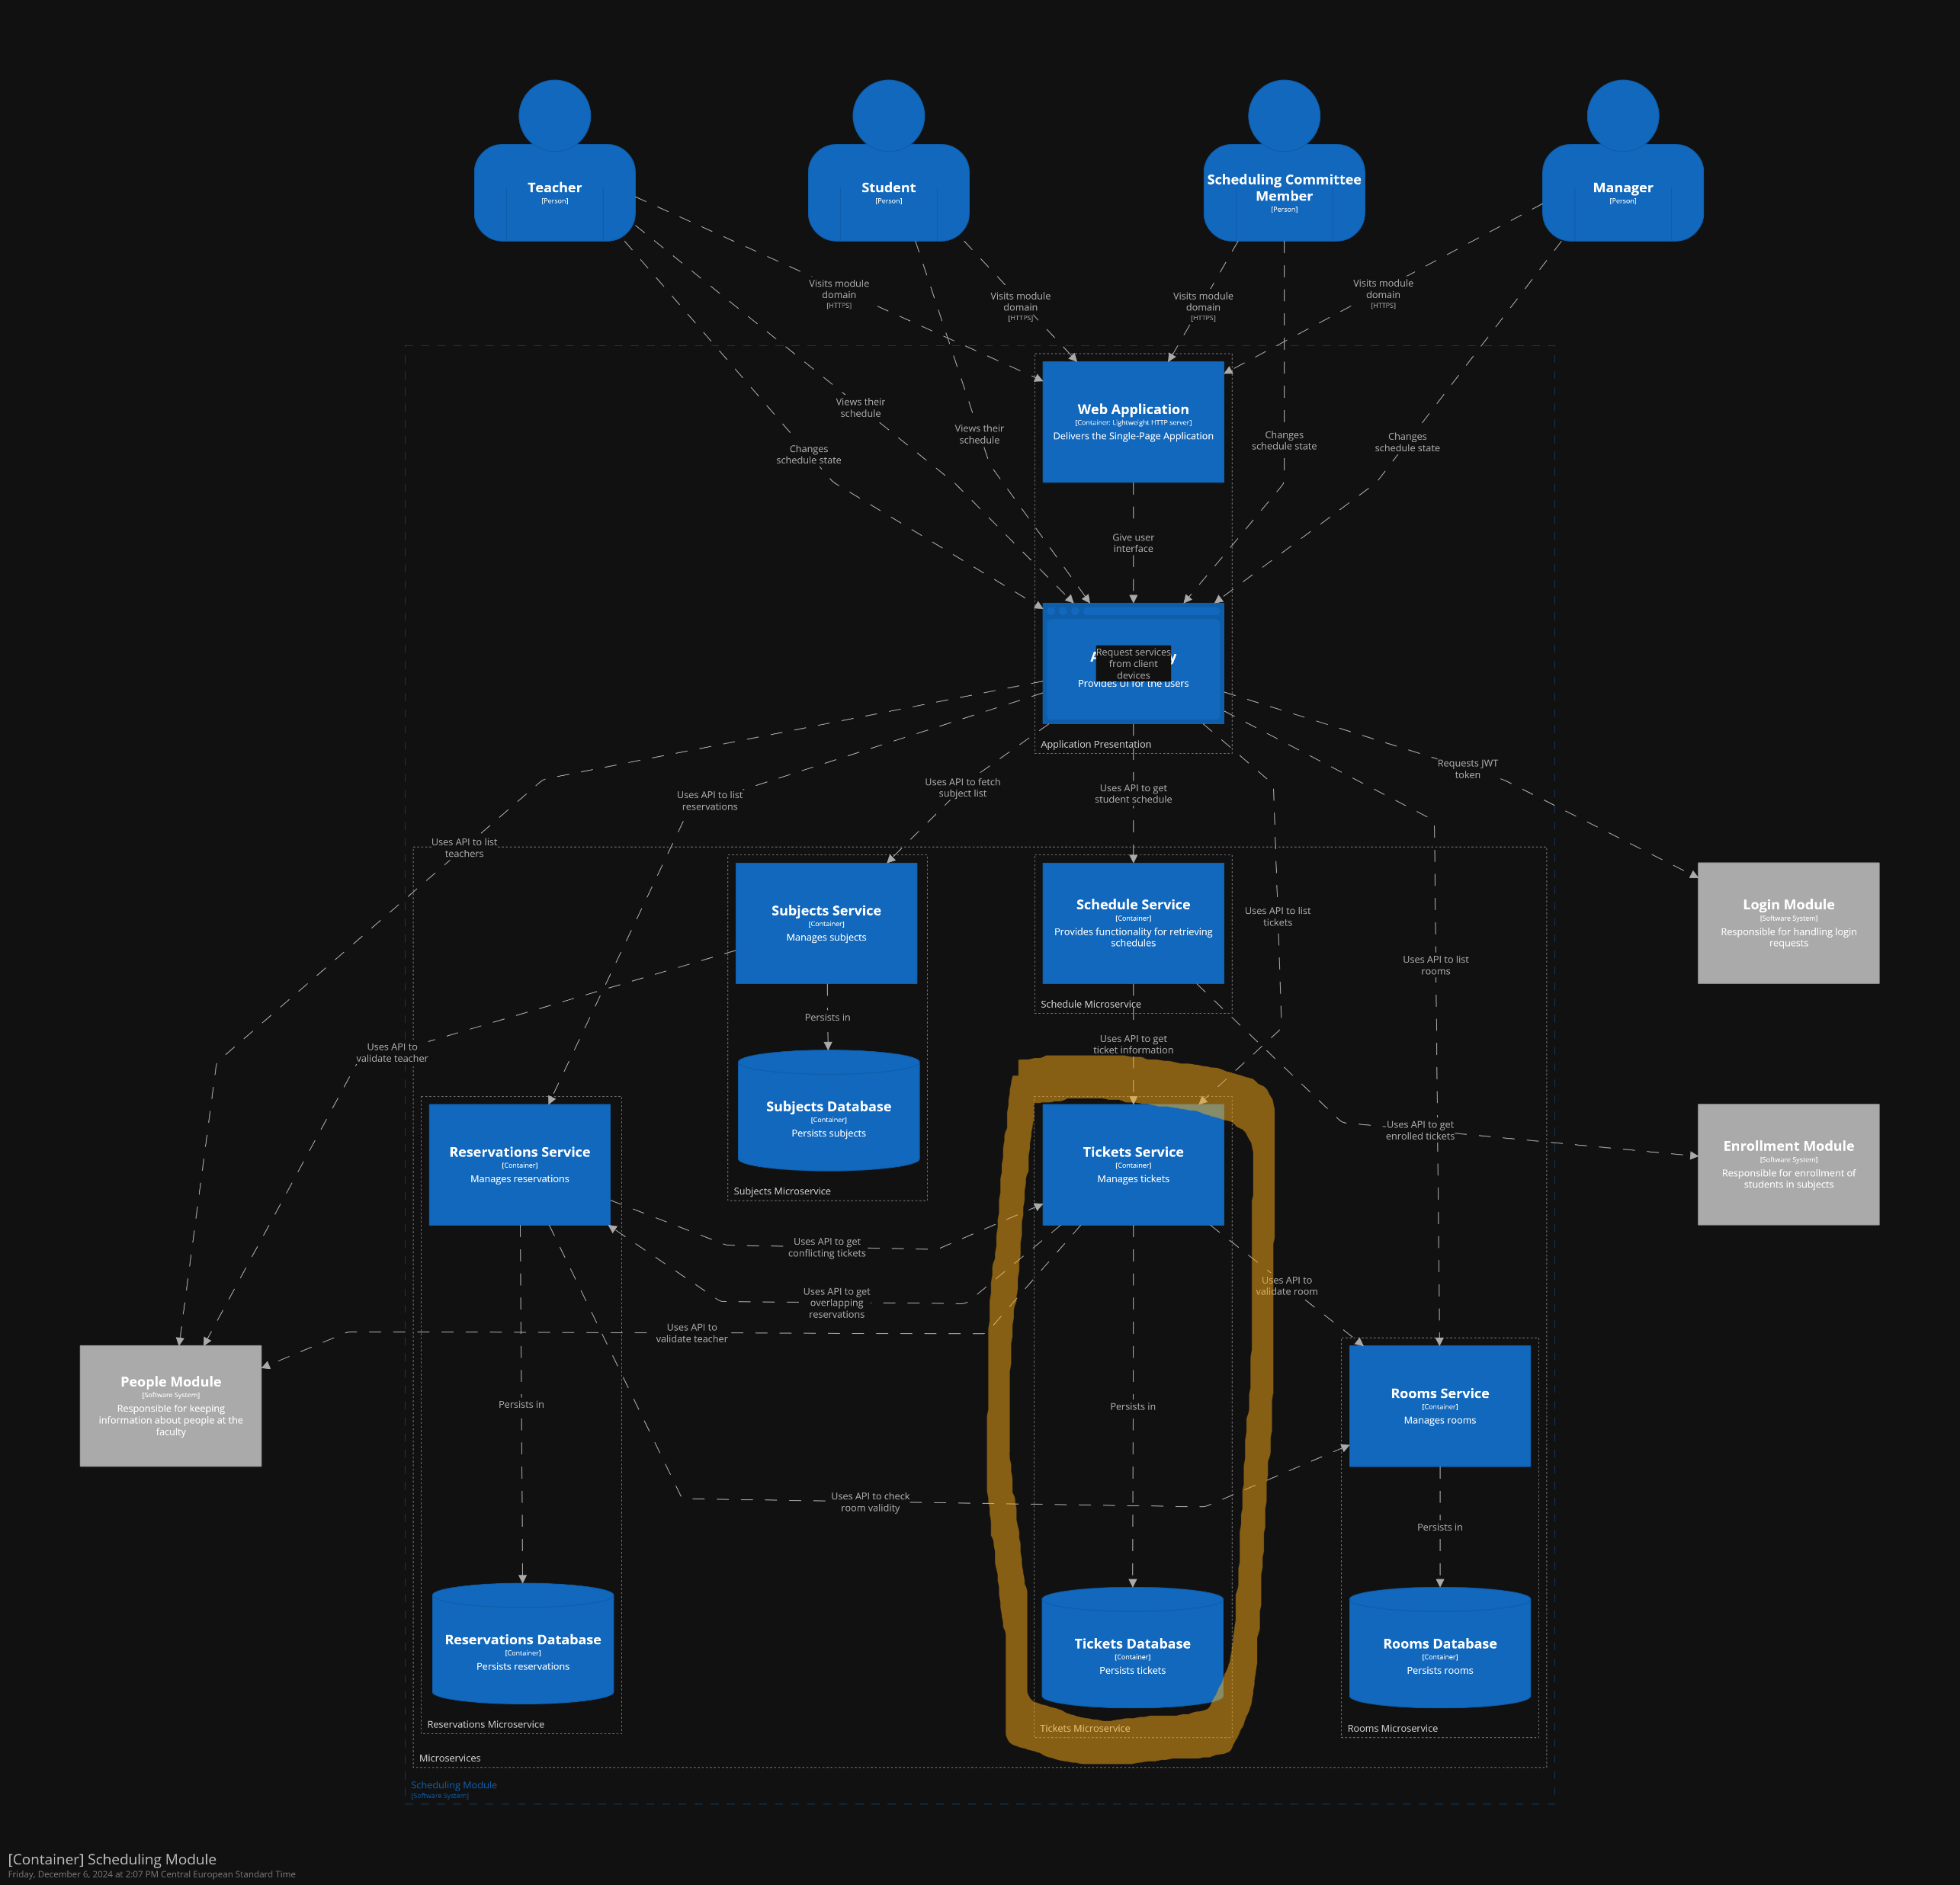 Teacher
[Person]
Student
[Person]
Scheduling Committee
Member
[Person]
Manager
[Person]
Visits module
domain
[HTTPS]
Visits module
domain
[HTTPS]
Visits module
domain
[HTTPS]
Visits module
domain
[HTTPS]
Web Application
[Container: Lightweight HTTP server]
Delivers the Single-Page Application
Views their
schedule
Views their
schedule
Changes
schedule state
Changes
schedule state
Changes
schedule state
Give user
interface
Request services
from client
devices
Provides UI for the users
Application Presentation
Requests JWT
token
Uses API to fetch
subject list
Uses API to get
student schedule
Uses API to list
reservations
Uses API to list
teachers
Subjects Service
[Container]
Manages subjects
Schedule Service
[Container]
Provides functionality for retrieving
schedules
Schedule Microservice
Uses API to list
tickets
Uses API to list
rooms
Login Module
[Software System]
Responsible for handling login
requests
Persists in
Uses API to
validate teacher
Uses API to get
ticket information
Subjects Database
[Container]
Persists subjects
Subjects Microservice
Reservations Service
[Container]
Manages reservations
Tickets Service
[Container]
Manages tickets
Uses API to get
enrolled tickets
Enrollment Module
[Software System]
Responsible for enrollment of
students in subjects
Uses API to get
conflicting tickets
Uses API to get
overlapping
reservations
Uses API to
validate teacher
Uses API to
validate room
People Module
[Software System]
Responsible for keeping
information about people at the
faculty
Persists in
Persists in
Rooms Service
[Container]
Manages rooms
Uses API to check
room validity
Persists in
Reservations Database
[Container]
Persists reservations
Reservations Microservice
Tickets Database
[Container]
Persists tickets
Tickets Microservice
Rooms Database
[Container]
Persists rooms
Rooms Microservice
Microservices
Scheduling Module
[Software System]
[Container] Scheduling Module
Friday, December 6, 2024 at 2:07 PM Central European Standard Time